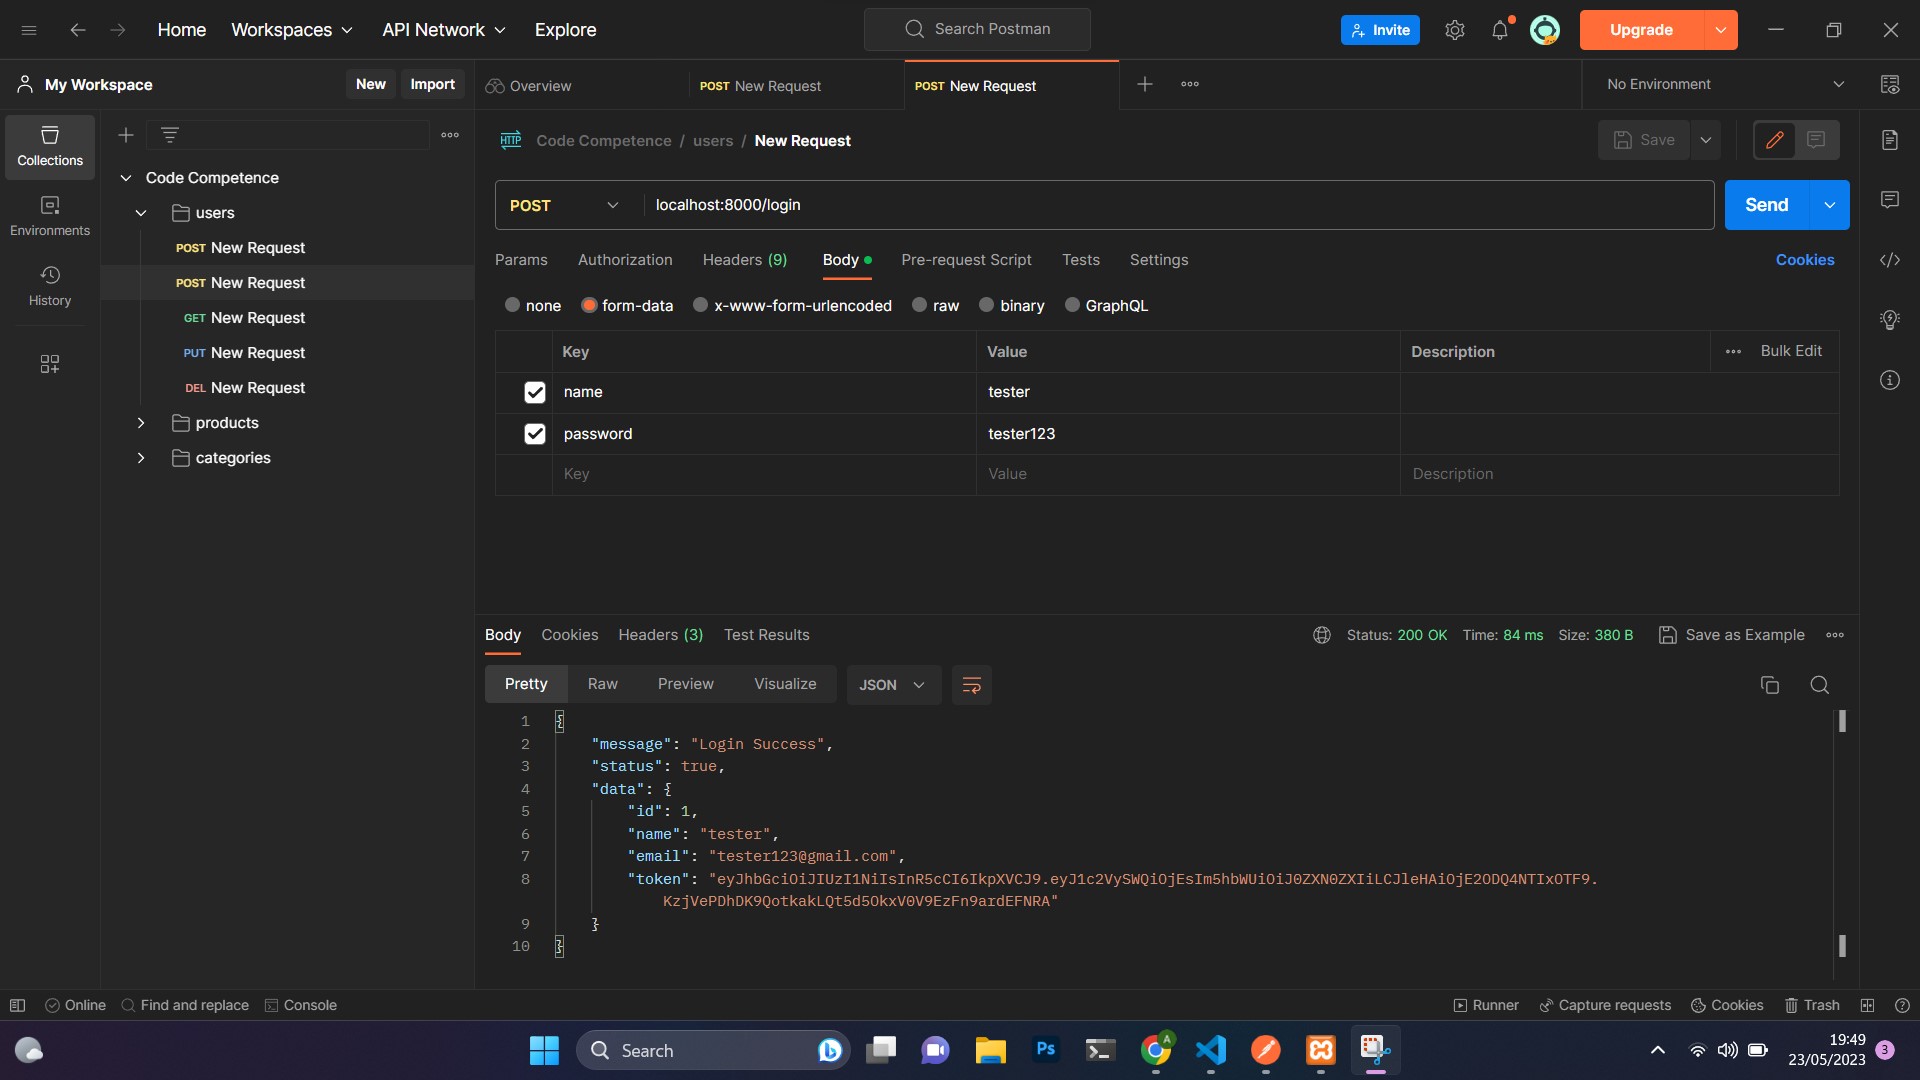 Home Workspaces API Network Explore Search Postman Invite Upgrade
My Workspace New Import Overview POST New Request POST New Request No Environment
Collections
Environments
History
Code Competence
users
POST New Request
POST New Request
GET New Request
PUT New Request
DEL New Request
products
categories
HTTP Code Competence / users / New Request Save
POST localhost:8000/login Send
Params Authorization Headers (9) Body Pre-request Script Tests Settings Cookies
none form-data x-www-form-urlencoded raw binary GraphQL
Key Value Description Bulk Edit
name tester
password tester123
Key Value Description
Body Cookies Headers (3) Test Results Status: 200 OK Time: 84 ms Size: 380 B Save as Example
Pretty Raw Preview Visualize JSON
1 {
2 "message": "Login Success",
3 "status": true,
4 "data": {
5 "id": 1,
6 "name": "tester",
7 "email": "tester123@gmail.com",
8 "token": "eyJhbGciOiJIUzI1NiIsInR5cCI6IkpXVCJ9.eyJ1c2VySWQiOjEsIm5hbWUiOiJ0ZXN0ZXIiLCJleHAiOjE2ODQ4NTIxOTF9.
KzjVePDhDK9QotkakLQt5d5OkxV0V9EzFn9ardEFNRA"
9 }
10 }
Online Find and replace Console Runner Capture requests Cookies Trash
Search Ps A 19:49
23/05/2023 3